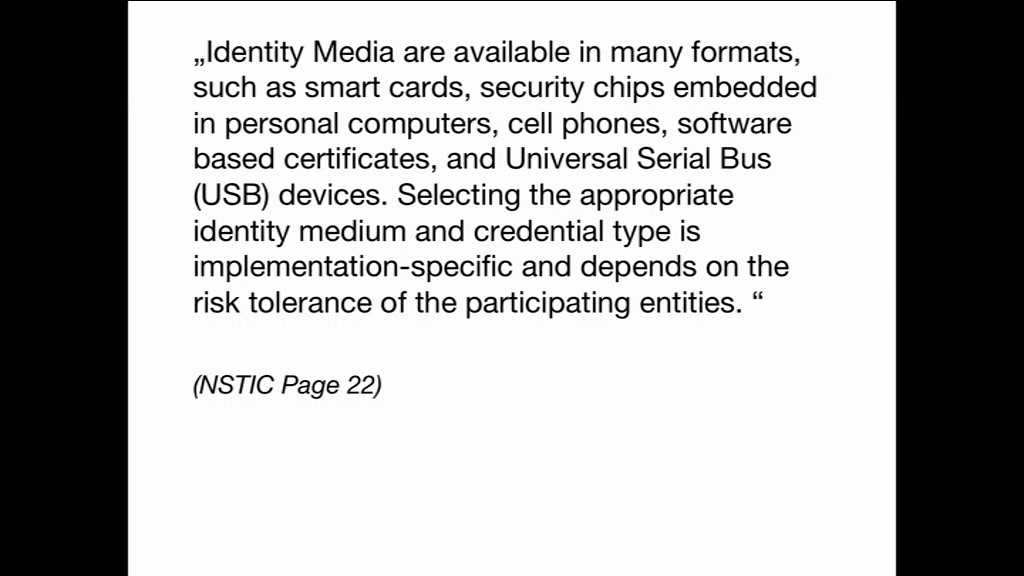 „Identity Media are available in many formats,
such as smart cards, security chips embedded
in personal computers, cell phones, software
based certificates, and Universal Serial Bus
(USB) devices. Selecting the appropriate
identity medium and credential type is
implementation-specific and depends on the
risk tolerance of the participating entities. “
(NSTIC Page 22)